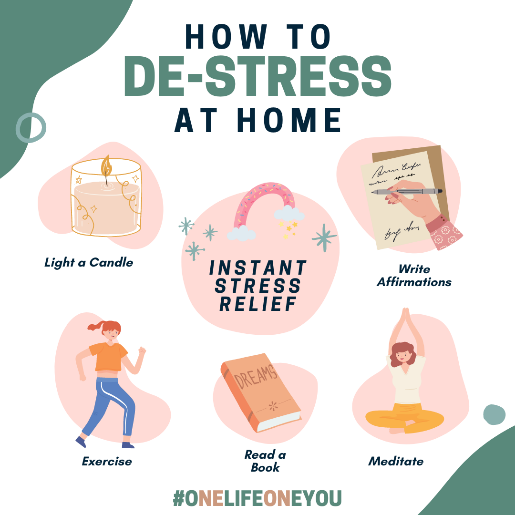 HOW TO
DE-STRESS
AT HOME
Light a Candle
INSTANT
STRESS
RELIEF
Write
Affirmations
Exercise
DREAMS
Read a
Book
Meditate
#ONELIFEONEYOU